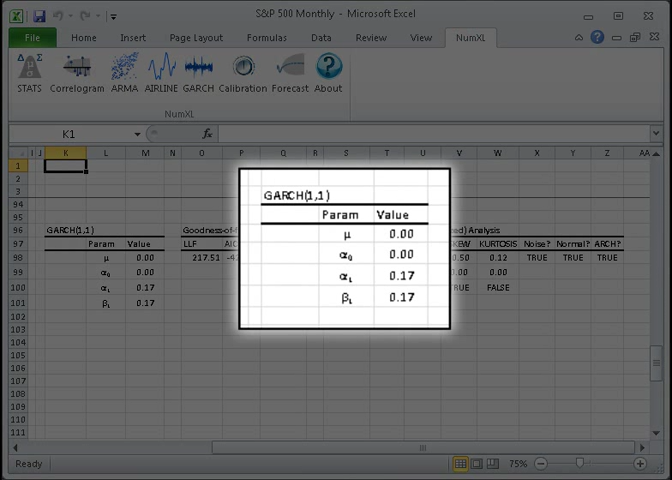 S&P 500 Monthly - Microsoft Excel
File Home Insert Page Layout Formulas Data Review View NumXL
STATS Correlogram ARMA AIRLINE GARCH Calibration Forecast About
NumXL
K1 fx
I J K L M N O P Q R S T U V W X Y Z AA
1
2
3
94
95
96 GARCH(1,1) Goodness-of- Analysis
97 Param Value LLF KURTOSIS Noise? Normal? ARCH?
98 μ 0.00 217.51 0.50 0.12 TRUE TRUE TRUE
99 α₀ 0.00 0.00 0.00
100 α₁ 0.17 FALSE
101 β₁ 0.17
102
103
104
105
106
107
108
109
110
111
GARCH(1,1)
Param Value
μ 0.00
α₀ 0.00
α₁ 0.17
β₁ 0.17
Ready 75%